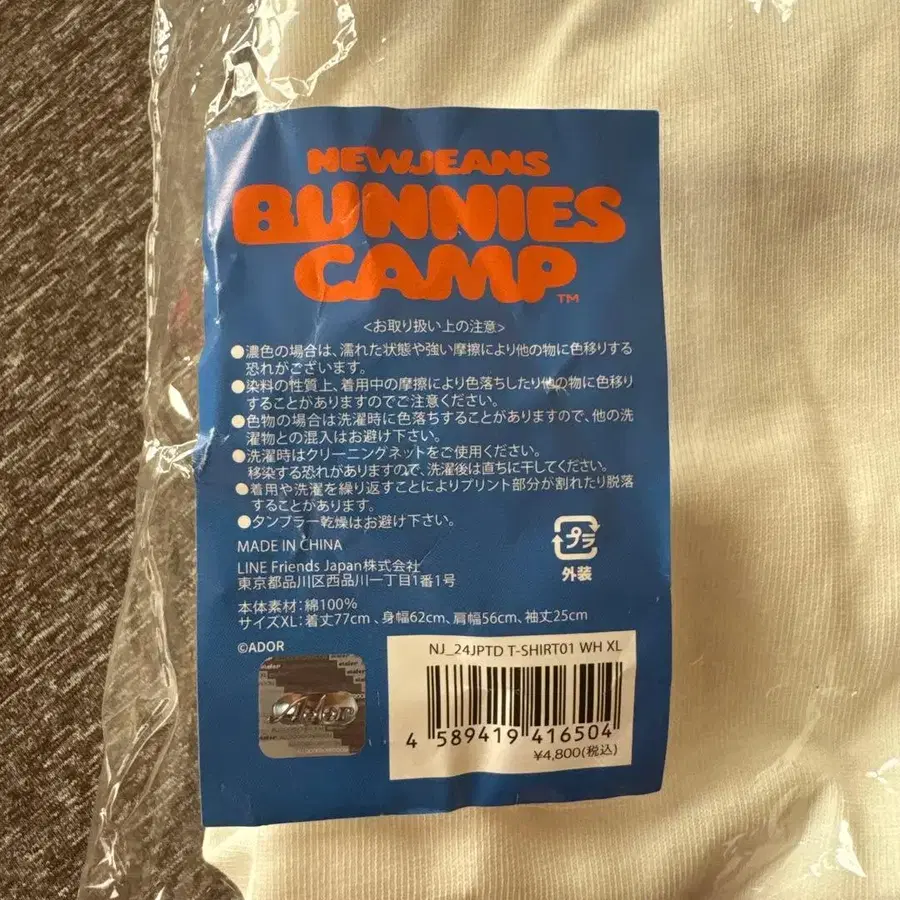 NEWJEANS
BUNNIES
CAMP™
<お取り扱い上の注意>
●濃色の場合は、濡れた状態や強い摩擦により他の物に色移りする
恐れがございます。
●染料の性質上、着用中の摩擦により色落ちしたり他の物に色移り
することがありますのでご注意ください。
●色物の場合は洗濯時に色落ちすることがありますので、他の洗
濯物との混入はお避け下さい。
●洗濯時はクリーニングネットをご使用ください。
移染する恐れがありますので、洗濯後は直ちに干してください。
●着用や洗濯を繰り返すことによりプリント部分が割れたり脱落
することがあります。
●タンブラー乾燥はお避け下さい。
MADE IN CHINA
LINE Friends Japan株式会社
東京都品川区西品川一丁目1番1号
プラ
外装
本体素材：綿100%
サイズXL：着丈77cm、身幅62cm、肩幅56cm、袖丈25cm
©ADOR
Ador
NJ_24JPTD T-SHIRT01 WH XL
4 589419 416504
¥4,800(税込)